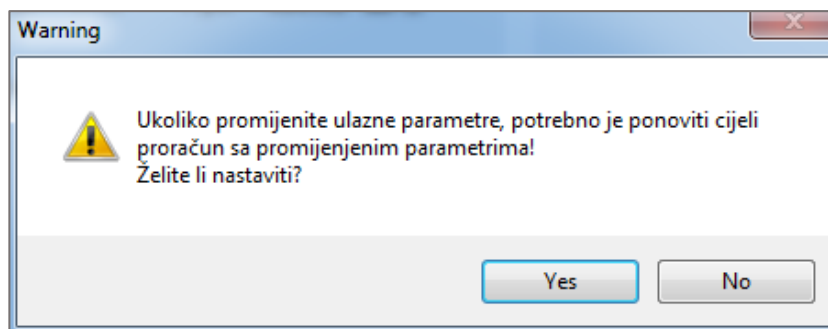 Warning
Ukoliko promijenite ulazne parametre, potrebno je ponoviti cijeli
proračun sa promijenjenim parametrima!
Želite li nastaviti?
Yes
No